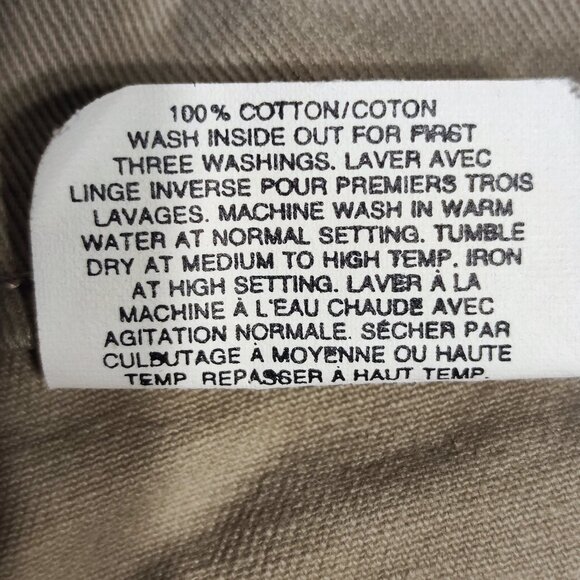 100% COTTON/COTON
WASH INSIDE OUT FOR FIRST
THREE WASHINGS. LAVER AVEC
LINGE INVERSE POUR PREMIERS TROIS
LAVAGES. MACHINE WASH IN WARM
WATER AT NORMAL SETTING. TUMBLE
DRY AT MEDIUM TO HIGH TEMP. IRON
AT HIGH SETTING. LAVER À LA
MACHINE À L'EAU CHAUDE AVEC
AGITATION NORMALE. SÉCHER PAR
CULBUTAGE À MOYENNE OU HAUTE
TEMP. REPASSER À HAUT TEMP.